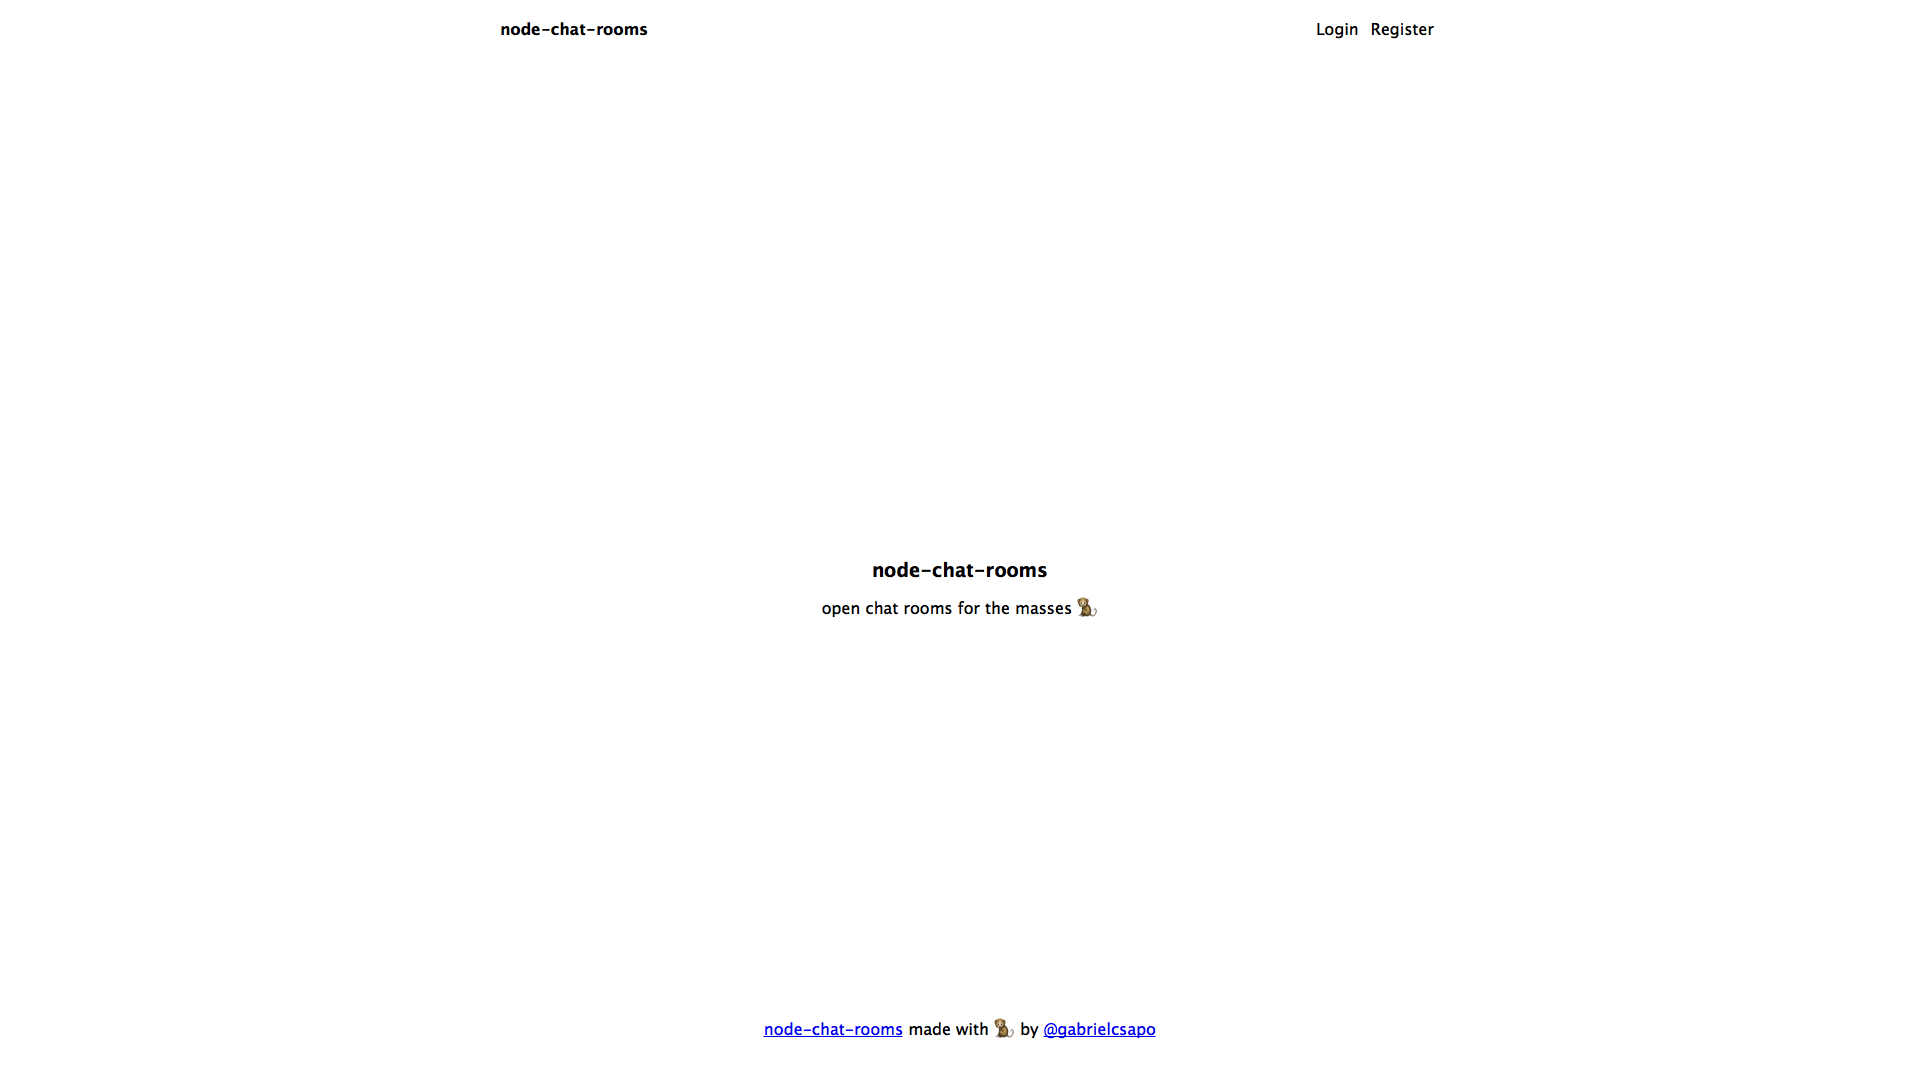 node-chat-rooms
Login Register
node-chat-rooms
open chat rooms for the masses 🐒
node-chat-rooms made with 🐒 by @gabrielcsapo